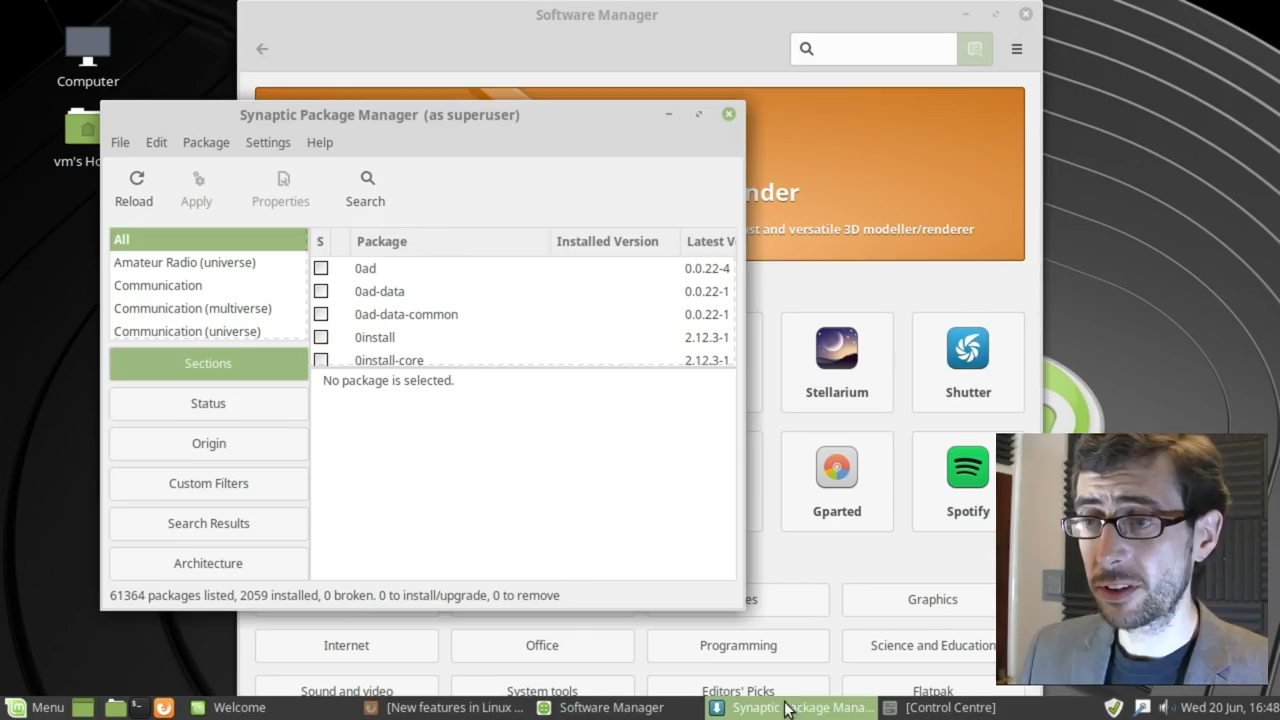 Software Manager
Computer
vm's Ho
Synaptic Package Manager (as superuser)
File Edit Package Settings Help
Reload Apply Properties Search
All
Amateur Radio (universe)
Communication
Communication (multiverse)
Communication (universe)
S Package Installed Version Latest V
0ad 0.0.22-4
0ad-data 0.0.22-1
0ad-data-common 0.0.22-1
0install 2.12.3-1
0install-core 2.12.3-1
Sections
Status
Origin
Custom Filters
Search Results
Architecture
No package is selected.
61364 packages listed, 2059 installed, 0 broken. 0 to install/upgrade, 0 to remove
nder
st and versatile 3D modeller/renderer
Stellarium
Shutter
Gparted
Spotify
es
Graphics
Internet
Office
Programming
Science and Education
Sound and video
System tools
Editors' Picks
Flatpak
Menu
Welcome
[New features in Linux ...
Software Manager
Synaptic Package Mana...
[Control Centre]
Wed 20 Jun, 16:48